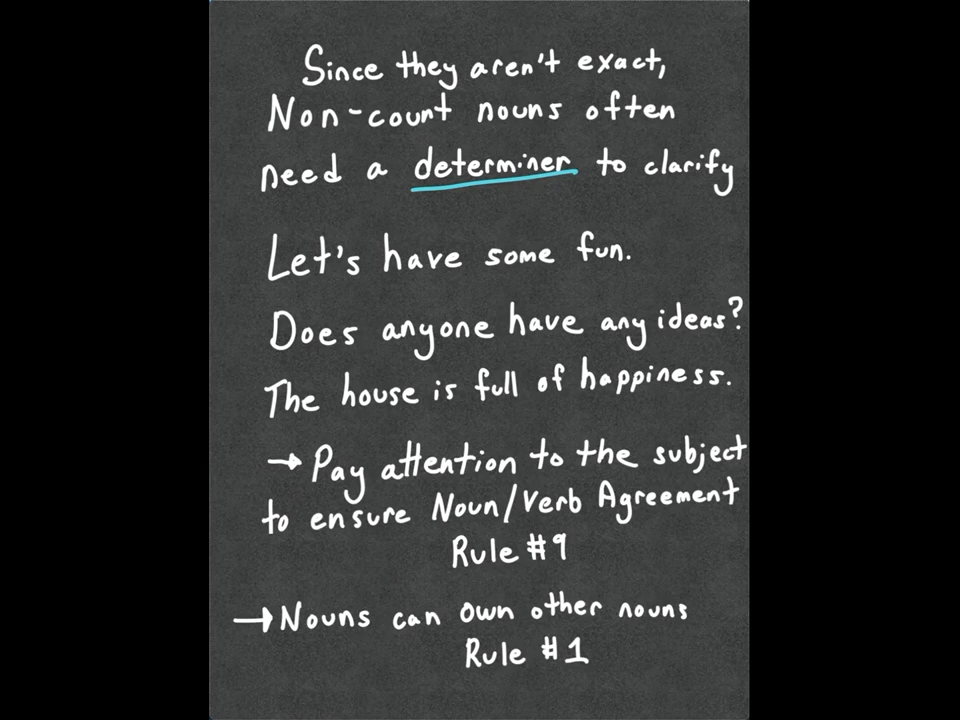 Since they aren't exact,
Non-count nouns often
need a determiner to clarify
Let's have some fun.
Does anyone have any ideas?
The house is full of happiness.
→ Pay attention to the subject
to ensure Noun/Verb Agreement
Rule #9
→ Nouns can own other nouns
Rule #1